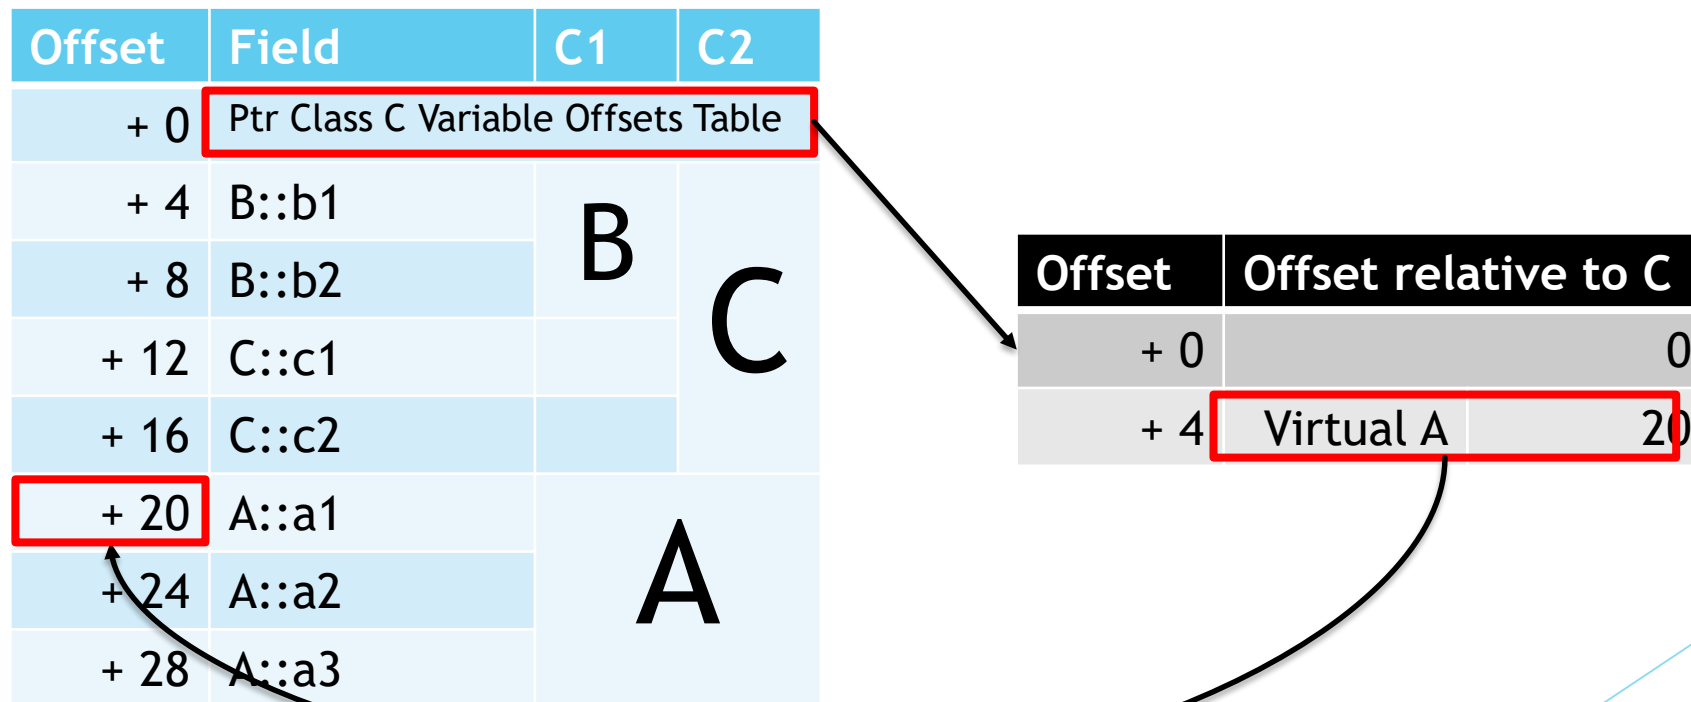 Offset Field C1 C2
+ 0 Ptr Class C Variable Offsets Table
+ 4 B::b1
B
+ 8 B::b2
C
+ 12 C::c1
+ 16 C::c2
+ 20 A::a1
A
+ 24 A::a2
+ 28 A::a3
Offset Offset relative to C
+ 0 0
+ 4 Virtual A 20